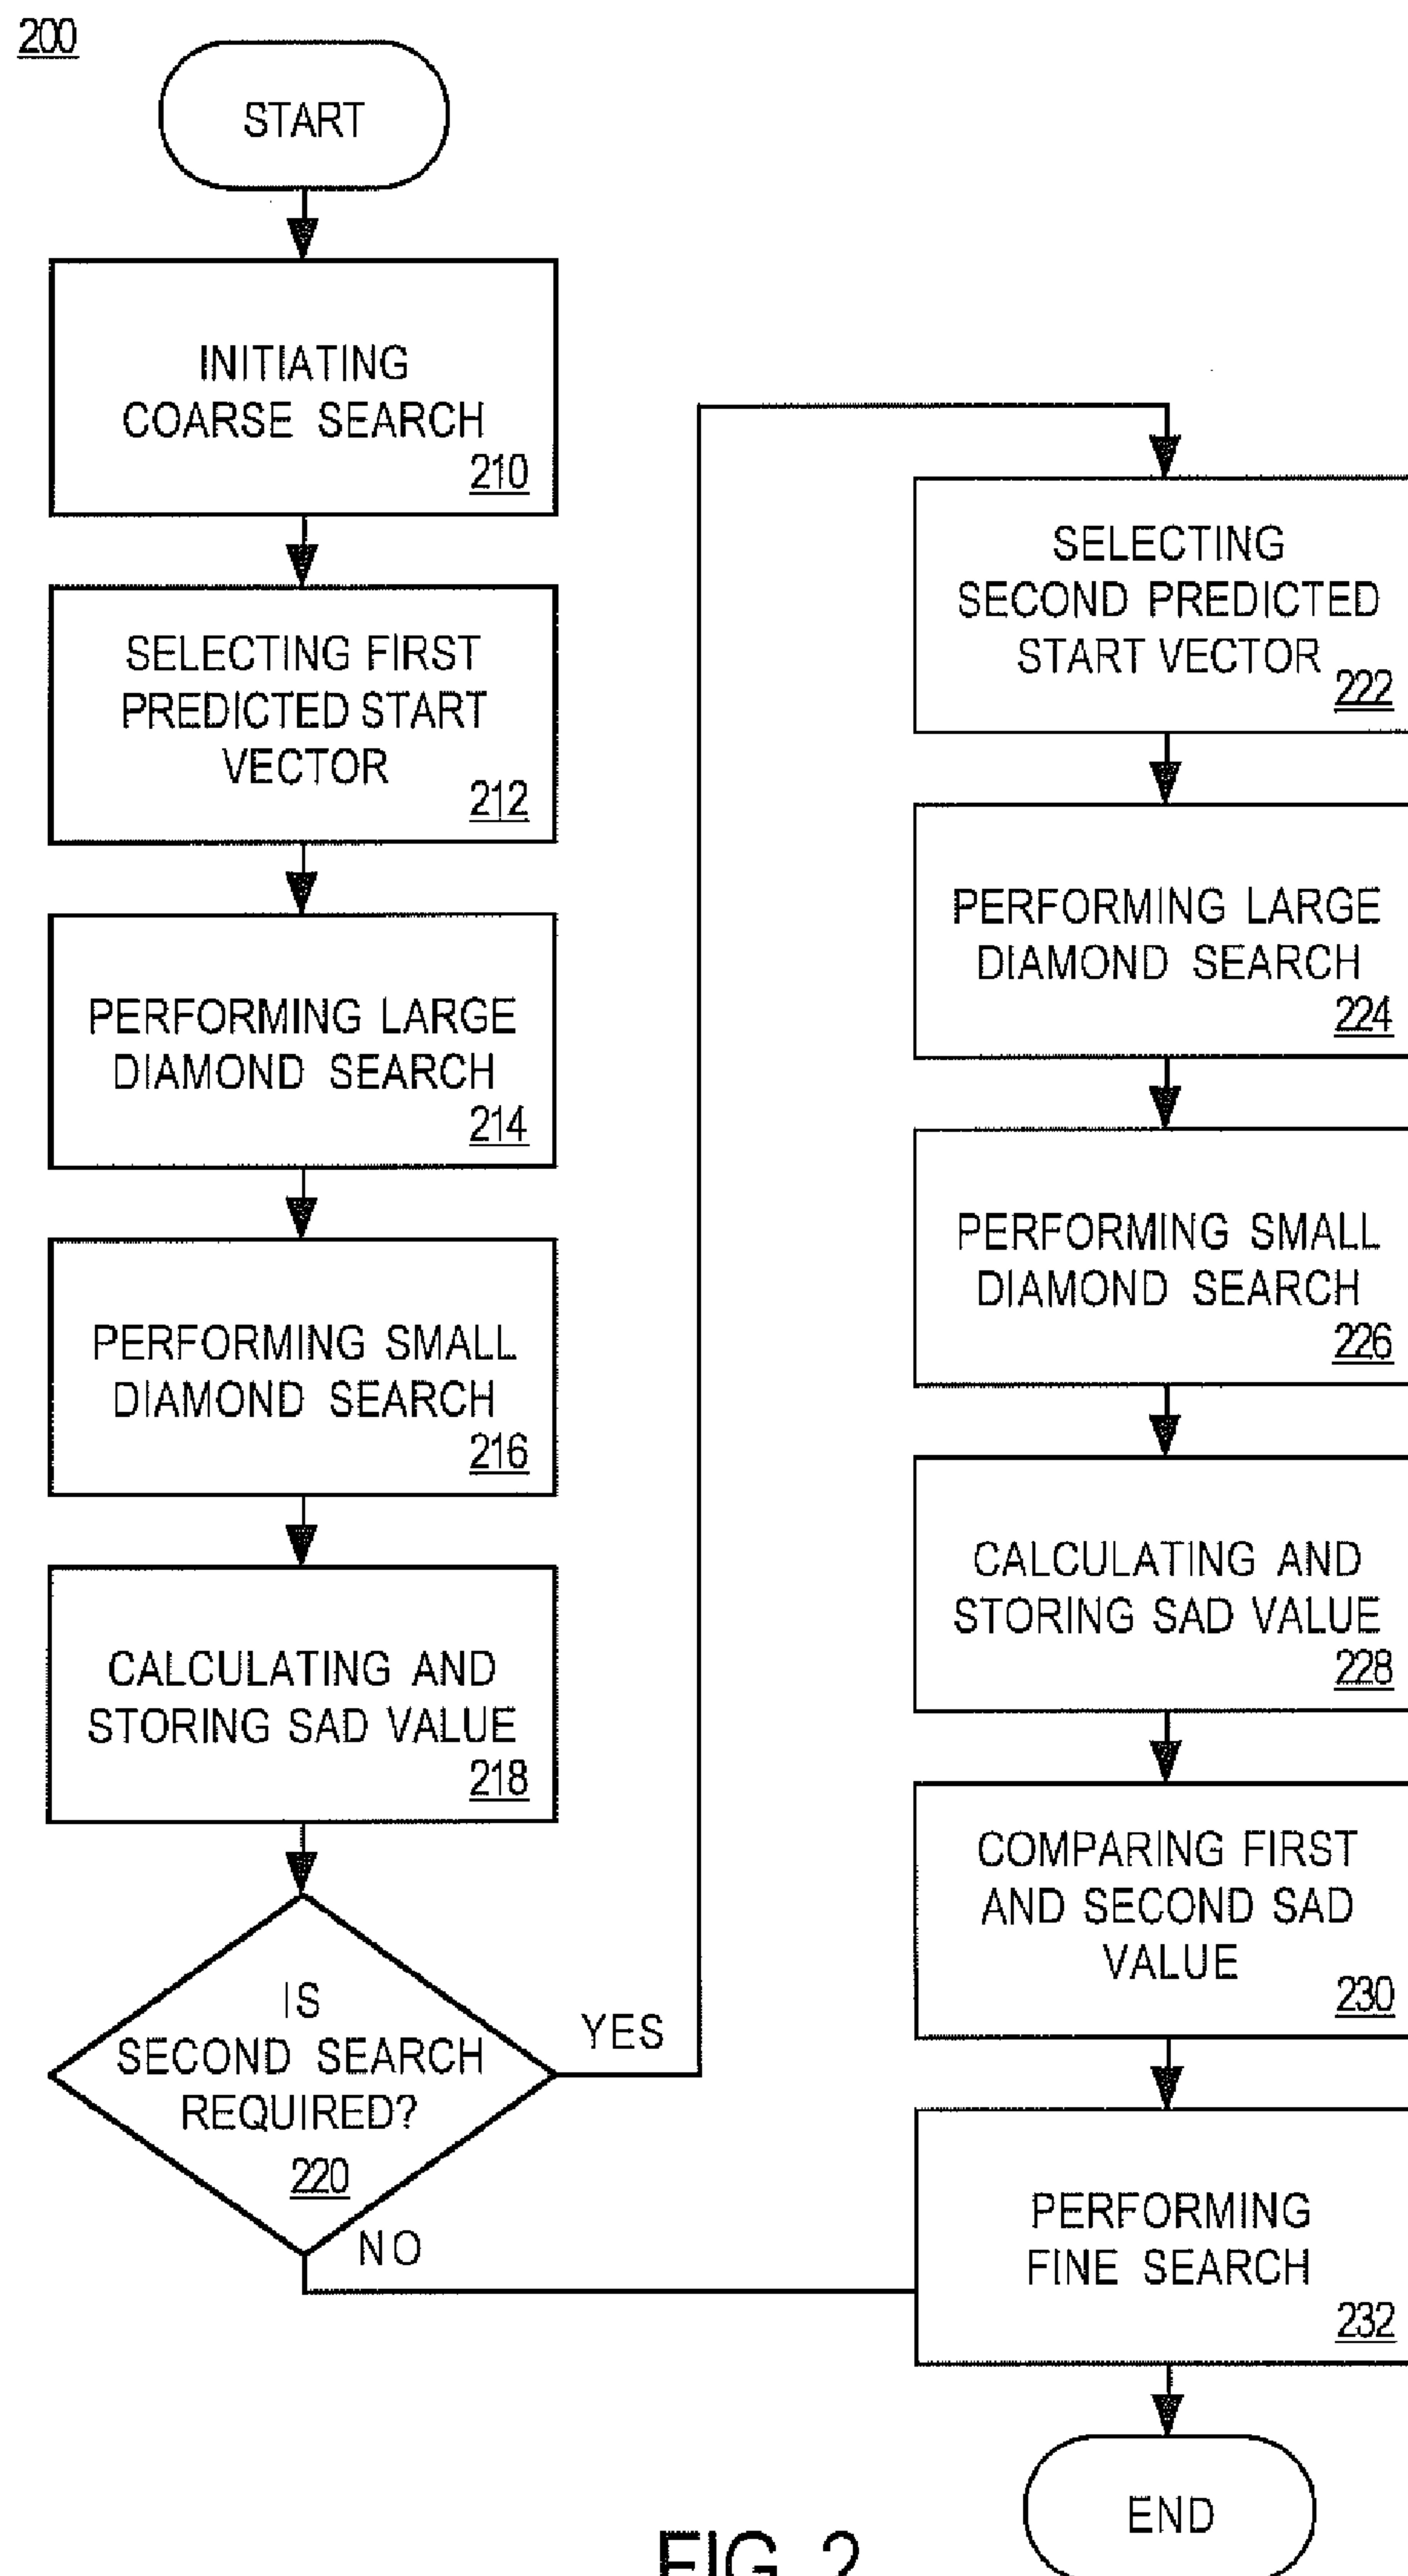 200
START
INITIATING
COARSE SEARCH
210
SELECTING FIRST
PREDICTED START
VECTOR
212
PERFORMING LARGE
DIAMOND SEARCH
214
PERFORMING SMALL
DIAMOND SEARCH
216
CALCULATING AND
STORING SAD VALUE
218
IS
SECOND SEARCH
REQUIRED?
220
YES
NO
SELECTING
SECOND PREDICTED
START VECTOR
222
PERFORMING LARGE
DIAMOND SEARCH
224
PERFORMING SMALL
DIAMOND SEARCH
226
CALCULATING AND
STORING SAD VALUE
228
COMPARING FIRST
AND SECOND SAD
VALUE
230
PERFORMING
FINE SEARCH
232
END
FIG. 2